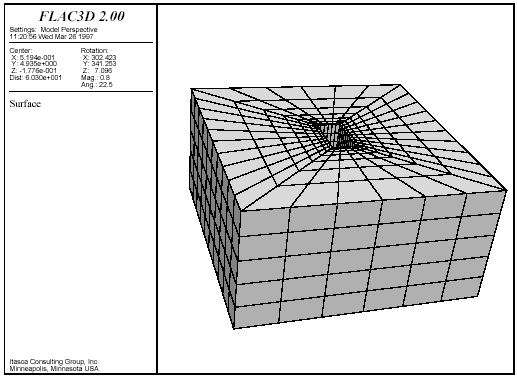 FLAC3D 2.00
Settings: Model Perspective
11:20:56 Wed Mar 26 1997
Center: Rotation:
X: 5.194e-001 X: 302.423
Y: 4.935e+000 Y: 341.253
Z: -1.776e-001 Z: 7.096
Dist: 6.030e+001 Mag.: 0.8
Ang.: 22.5
Surface
Itasca Consulting Group, Inc.
Minneapolis, Minnesota USA